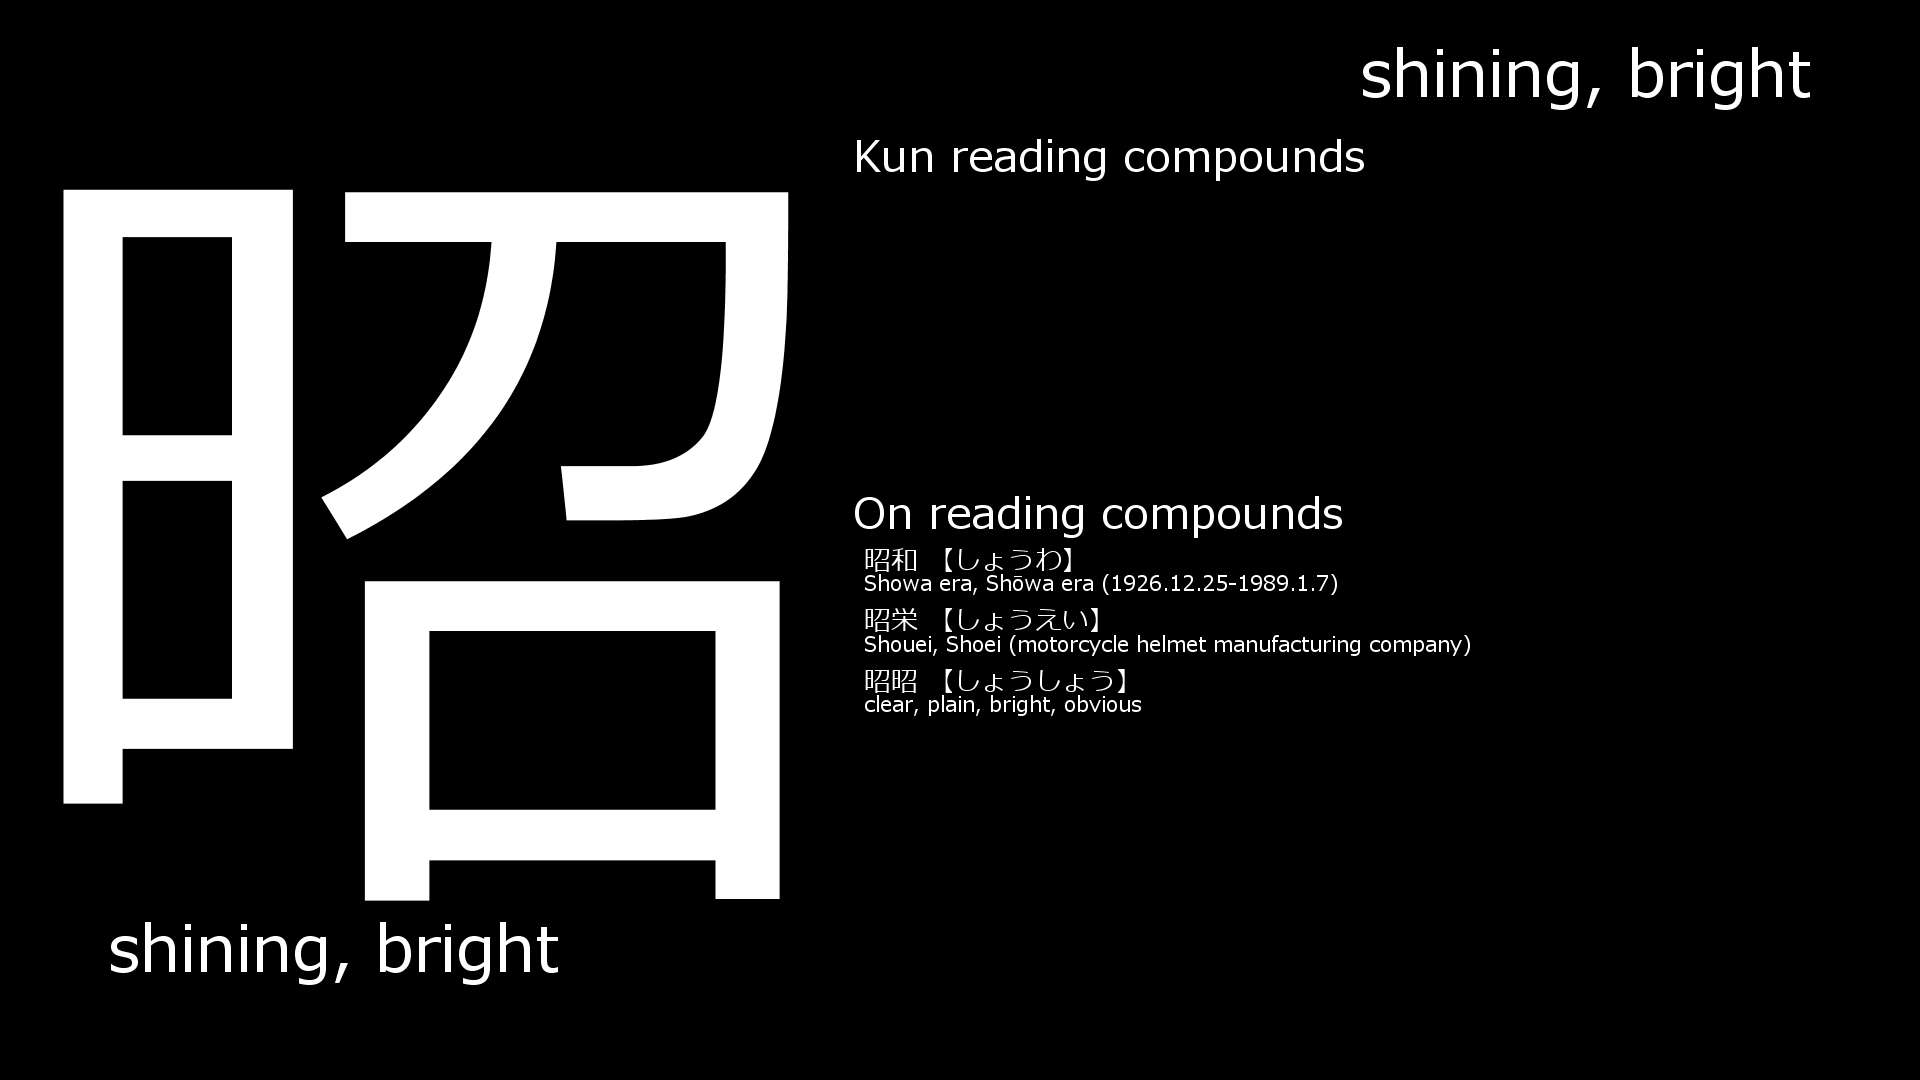 shining, bright
昭
Kun reading compounds
On reading compounds
昭和 【しょうわ】
Showa era, Shōwa era (1926.12.25-1989.1.7)
昭栄 【しょうえい】
Shouei, Shoei (motorcycle helmet manufacturing company)
昭昭 【しょうしょう】
clear, plain, bright, obvious
shining, bright